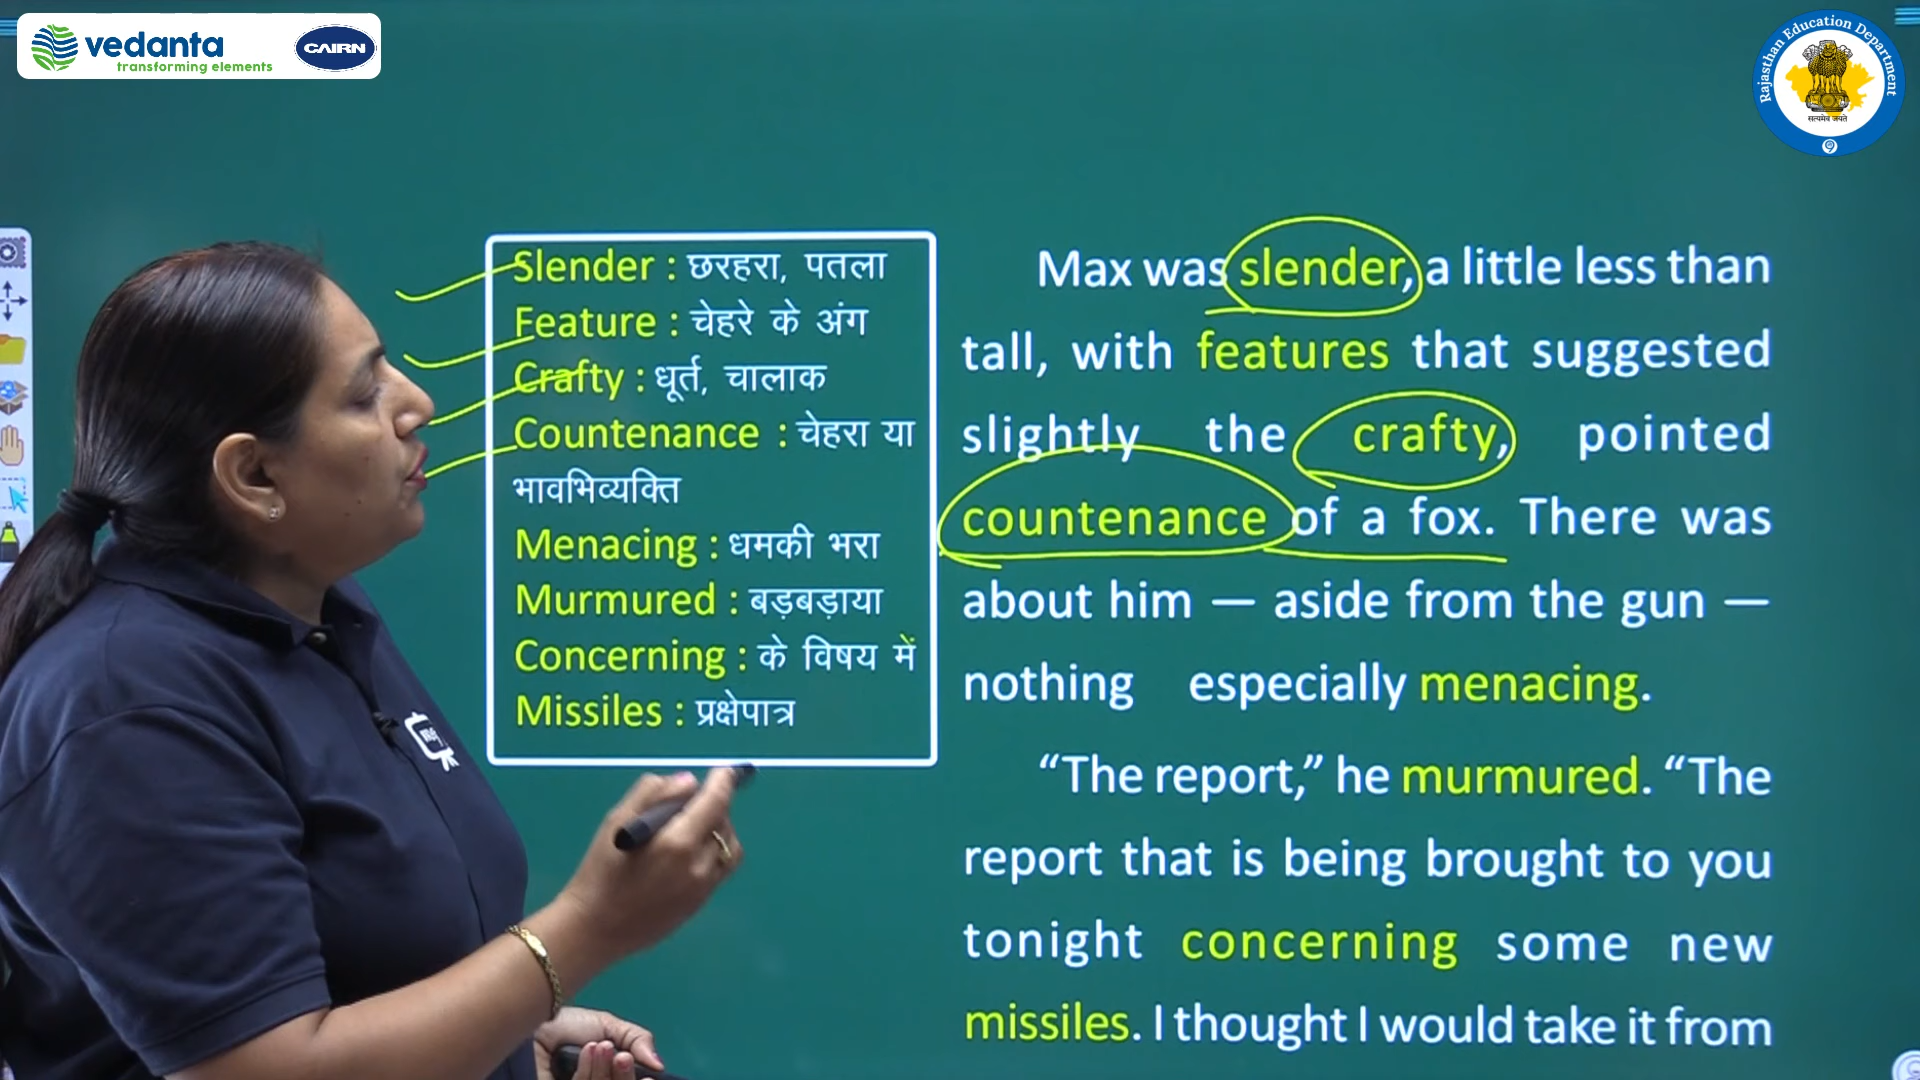 vedanta
transforming elements
CAIRN
Rajasthan Education Department
सत्यमेव जयते
Slender : छरहरा, पतला
Feature : चेहरे के अंग
Crafty : धूर्त, चालाक
Countenance : चेहरा या
भावभिव्यक्ति
Menacing : धमकी भरा
Murmured : बड़बड़ाया
Concerning : के विषय में
Missiles : प्रक्षेपात्र
Max was slender, a little less than
tall, with features that suggested
slightly the crafty, pointed
countenance of a fox. There was
about him — aside from the gun —
nothing especially menacing.
“The report,” he murmured. “The
report that is being brought to you
tonight concerning some new
missiles. I thought I would take it from